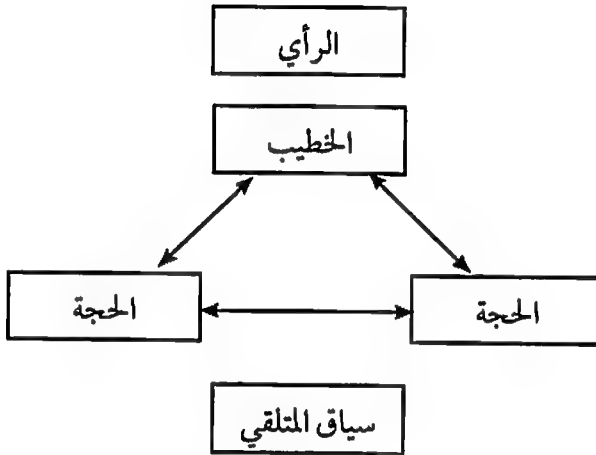 الرأي
الخطيب
الحجة
الحجة
سياق المتلقي